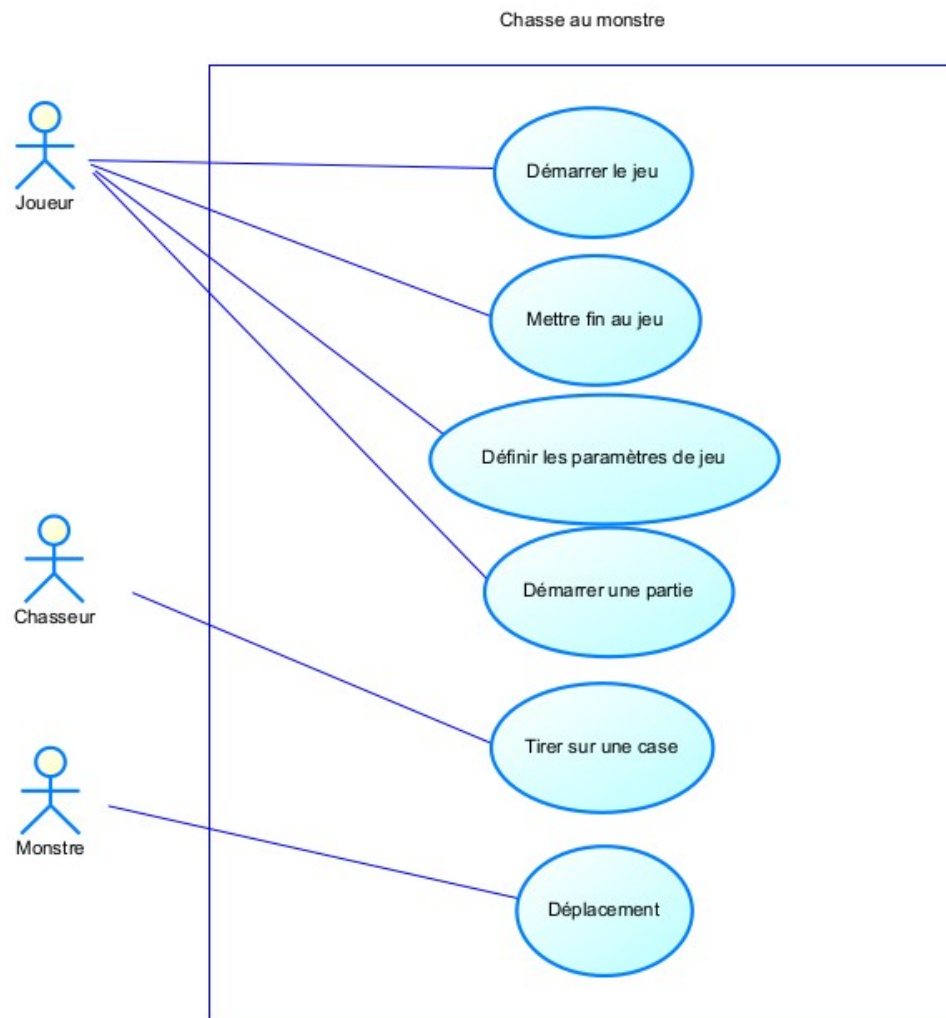 Chasse au monstre
Joueur
Démarrer le jeu
Mettre fin au jeu
Définir les paramètres de jeu
Démarrer une partie
Chasseur
Tirer sur une case
Monstre
Déplacement